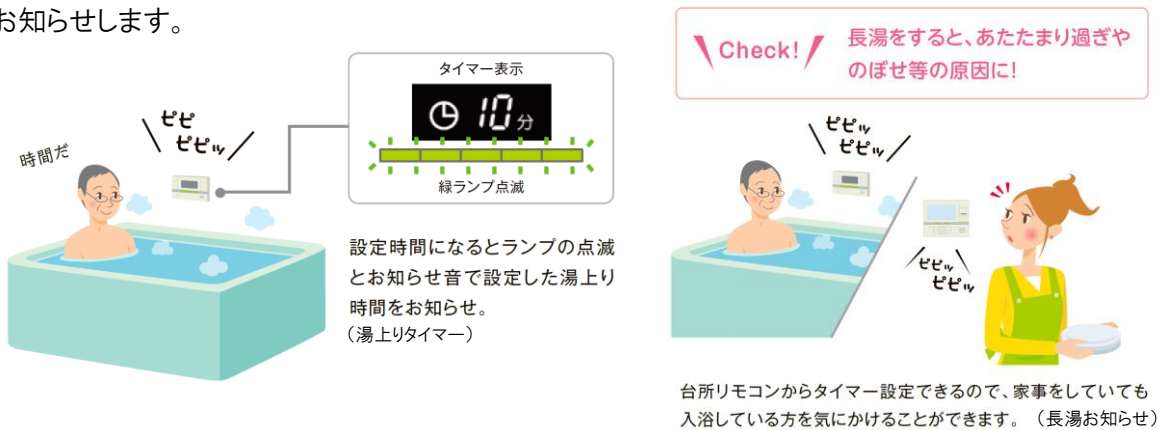 お知らせします。
時間だ
ピピ
ピピッ
タイマー表示
10分
緑ランプ点滅
設定時間になるとランプの点滅
とお知らせ音で設定した湯上り
時間をお知らせ。
（湯上りタイマー）
Check!
長湯をすると、あたたまり過ぎや
のぼせ等の原因に!
ピピッ
ピピッ
ピピッ
ピピッ
台所リモコンからタイマー設定できるので、家事をしていても
入浴している方を気にかけることができます。（長湯お知らせ）